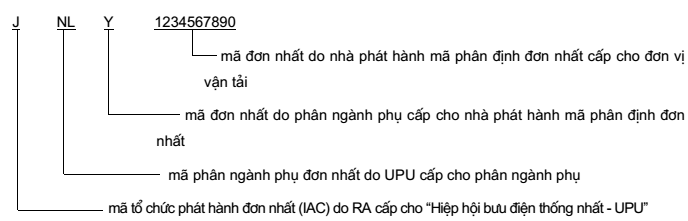 J NL Y 1234567890
mã đơn nhất do nhà phát hành mã phân định đơn nhất cấp cho đơn vị
vận tải
mã đơn nhất do phân ngành phụ cấp cho nhà phát hành mã phân định đơn
nhất
mã phân ngành phụ đơn nhất do UPU cấp cho phân ngành phụ
mã tổ chức phát hành đơn nhất (IAC) do RA cấp cho “Hiệp hội bưu điện thống nhất - UPU”